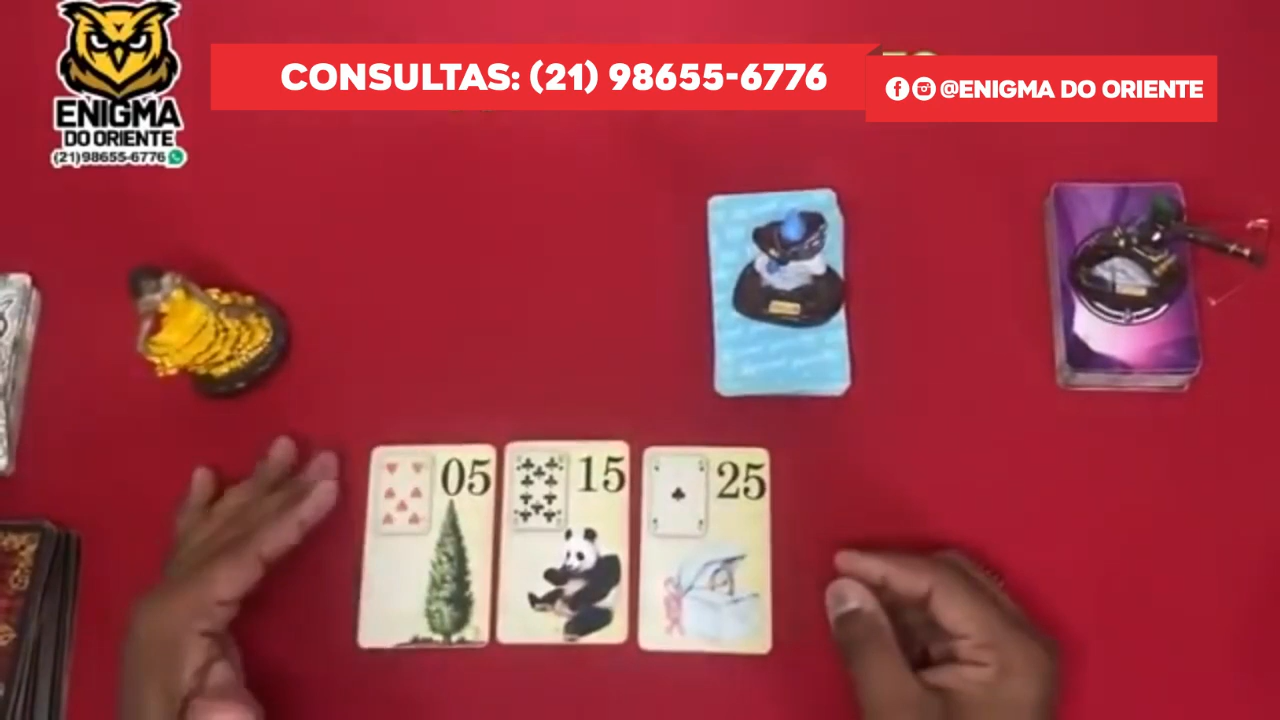 ENIGMA
DO ORIENTE
(21)98655-6776
CONSULTAS: (21) 98655-6776
@ENIGMA DO ORIENTE
05
15
25